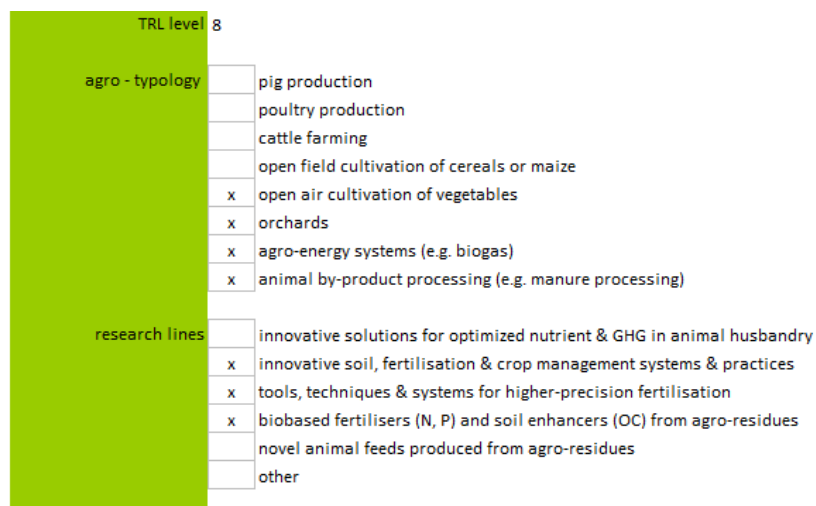 TRL level 8
agro - typology pig production
poultry production
cattle farming
open field cultivation of cereals or maize
x open air cultivation of vegetables
x orchards
x agro-energy systems (e.g. biogas)
x animal by-product processing (e.g. manure processing)
research lines innovative solutions for optimized nutrient & GHG in animal husbandry
x innovative soil, fertilisation & crop management systems & practices
x tools, techniques & systems for higher-precision fertilisation
x biobased fertilisers (N, P) and soil enhancers (OC) from agro-residues
novel animal feeds produced from agro-residues
other